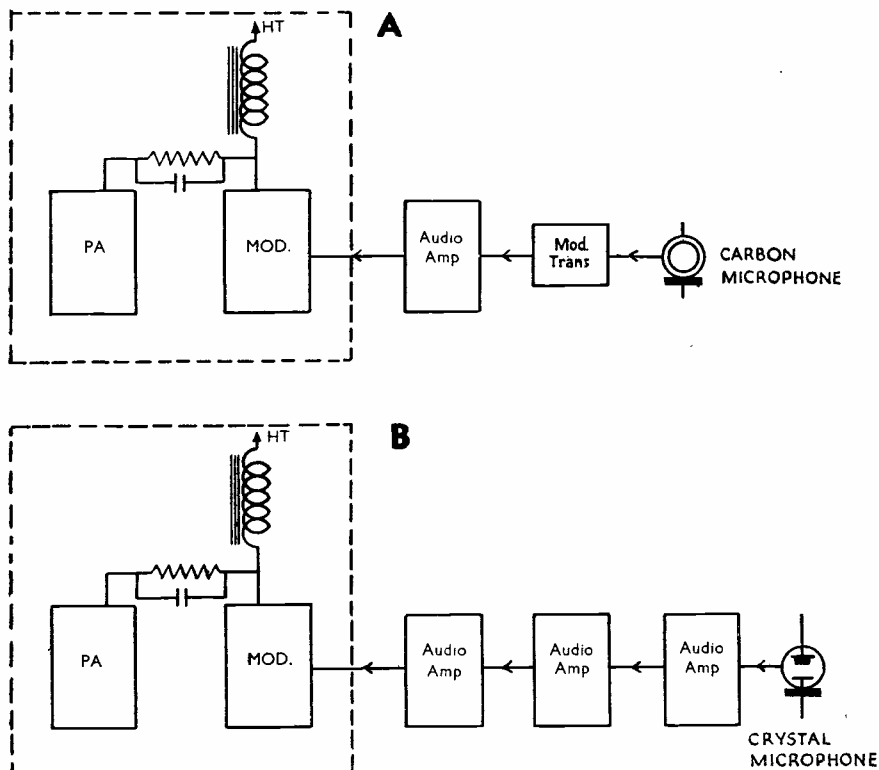 HT
A
PA
MOD.
Audio
Amp
Mod.
Trans
CARBON
MICROPHONE
HT
B
PA
MOD.
Audio
Amp
Audio
Amp
Audio
Amp
CRYSTAL
MICROPHONE